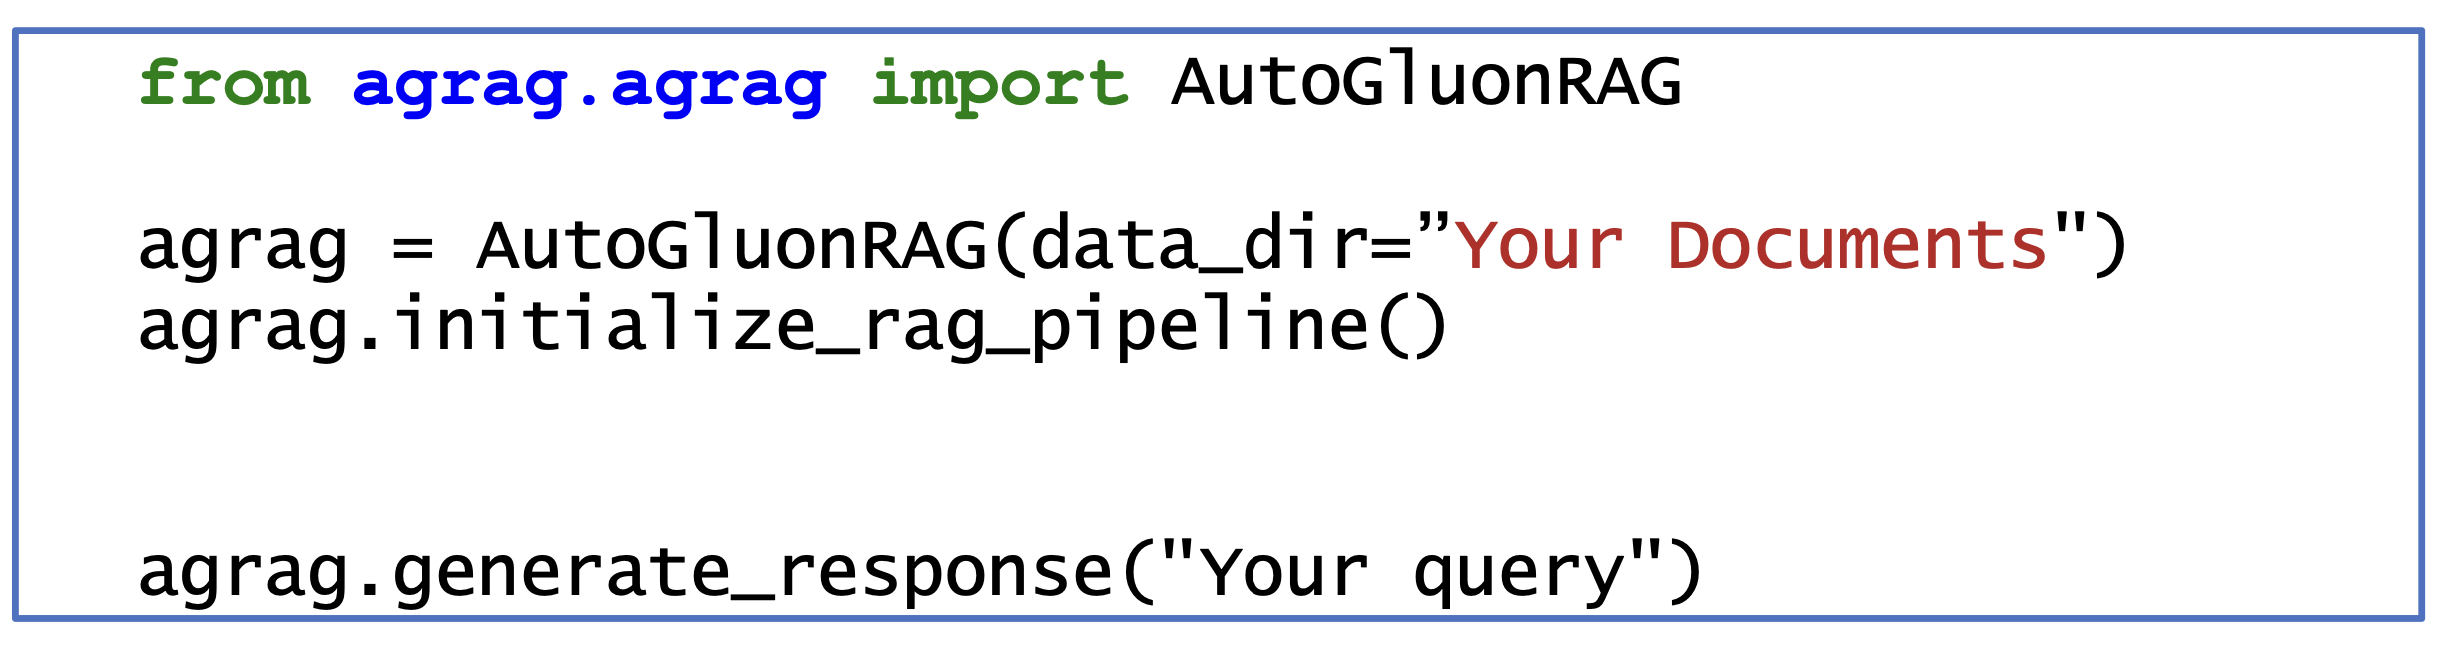 from agrag.agrag import AutoGluonRAG
agrag = AutoGluonRAG(data_dir=”Your Documents")
agrag.initialize_rag_pipeline()
agrag.generate_response("Your query")